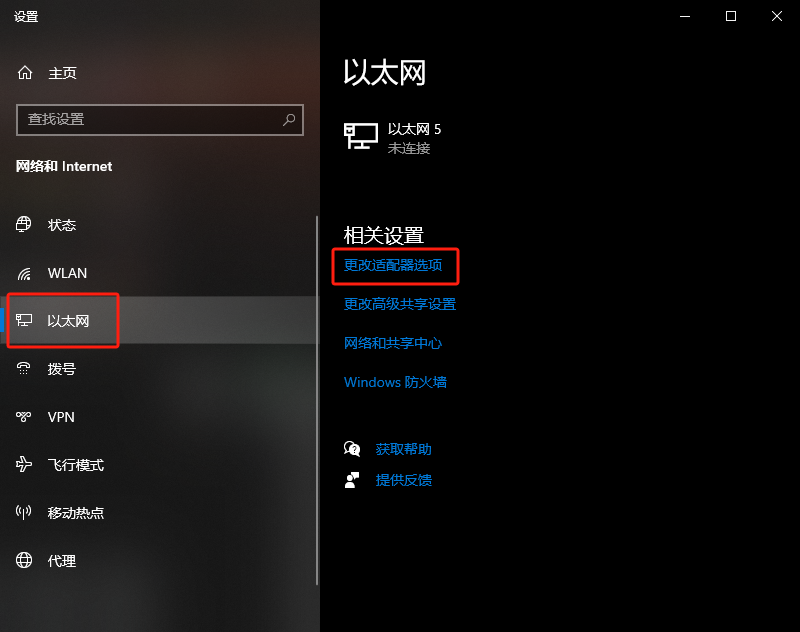 设置
主页
查找设置
网络和 Internet
状态
WLAN
以太网
拨号
VPN
飞行模式
移动热点
代理
以太网
以太网 5
未连接
相关设置
更改适配器选项
更改高级共享设置
网络和共享中心
Windows 防火墙
获取帮助
提供反馈